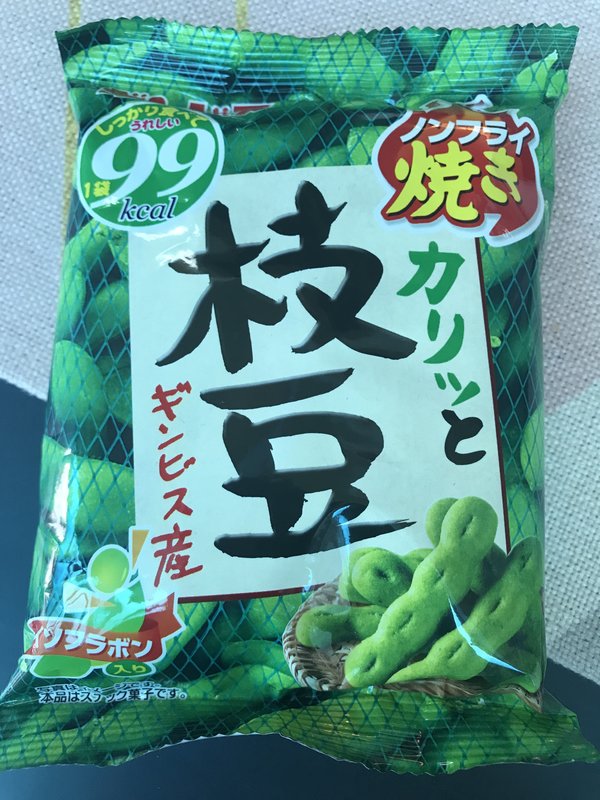 しっかり食べて
うれしい
1袋
99
kcal
ノンフライ
焼き
カリッと
枝豆
ギンビス産
イソフラボン
入り
本品はスナック菓子です。